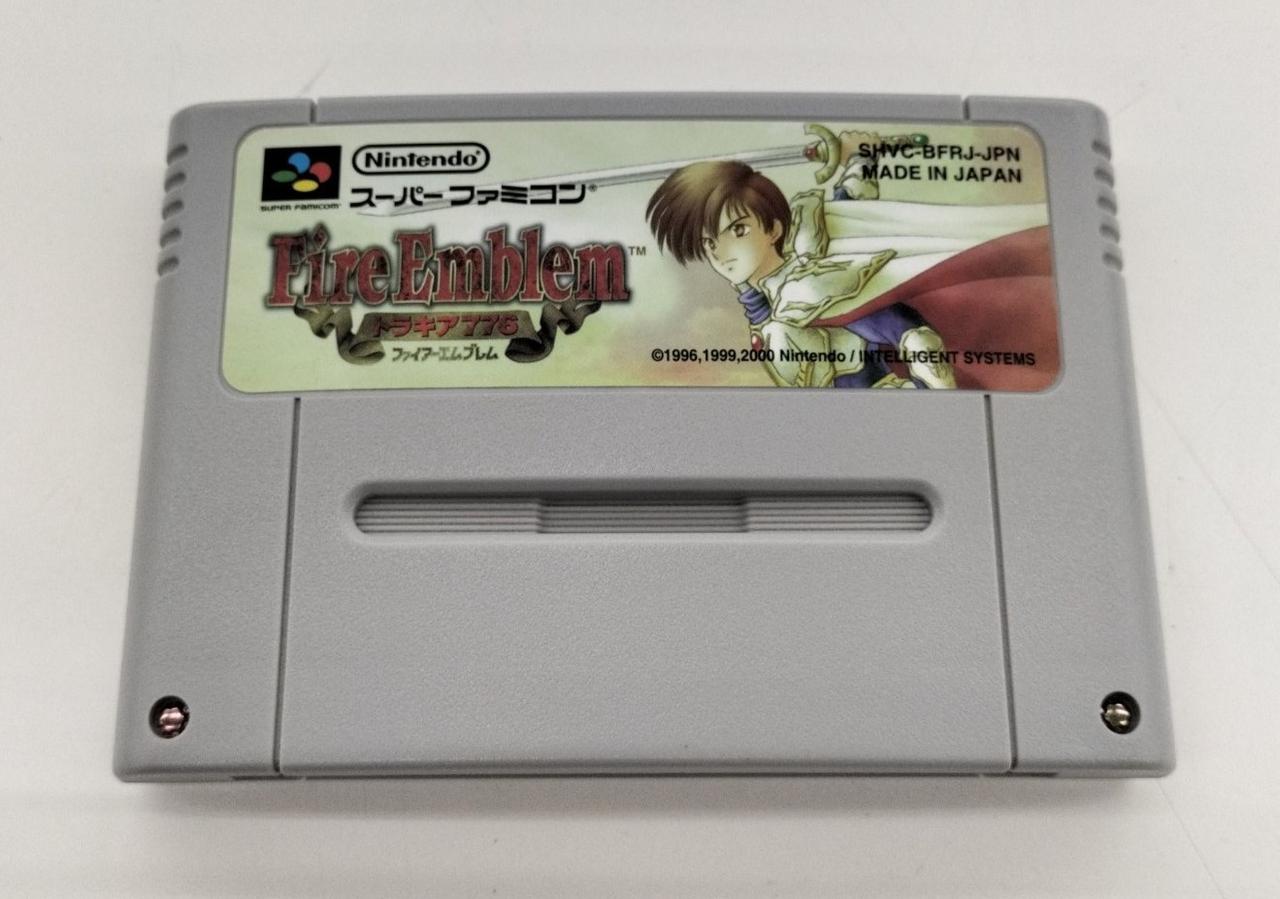 SUPER FAMICOM
Nintendo®
スーパーファミコン®
SHVC-BFRJ-JPN
MADE IN JAPAN
Fire Emblem™
トラキア776
ファイアーエムブレム
©1996,1999,2000 Nintendo / INTELLIGENT SYSTEMS